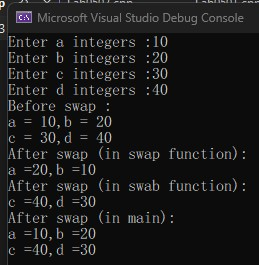 Microsoft Visual Studio Debug Console
Enter a integers :10
Enter b integers :20
Enter c integers :30
Enter d integers :40
Before swap :
a = 10,b = 20
c = 30,d = 40
After swap (in swap function):
a =20,b =10
After swap (in swab function):
c =40,d =30
After swap (in main):
a =10,b =20
c =40,d =30